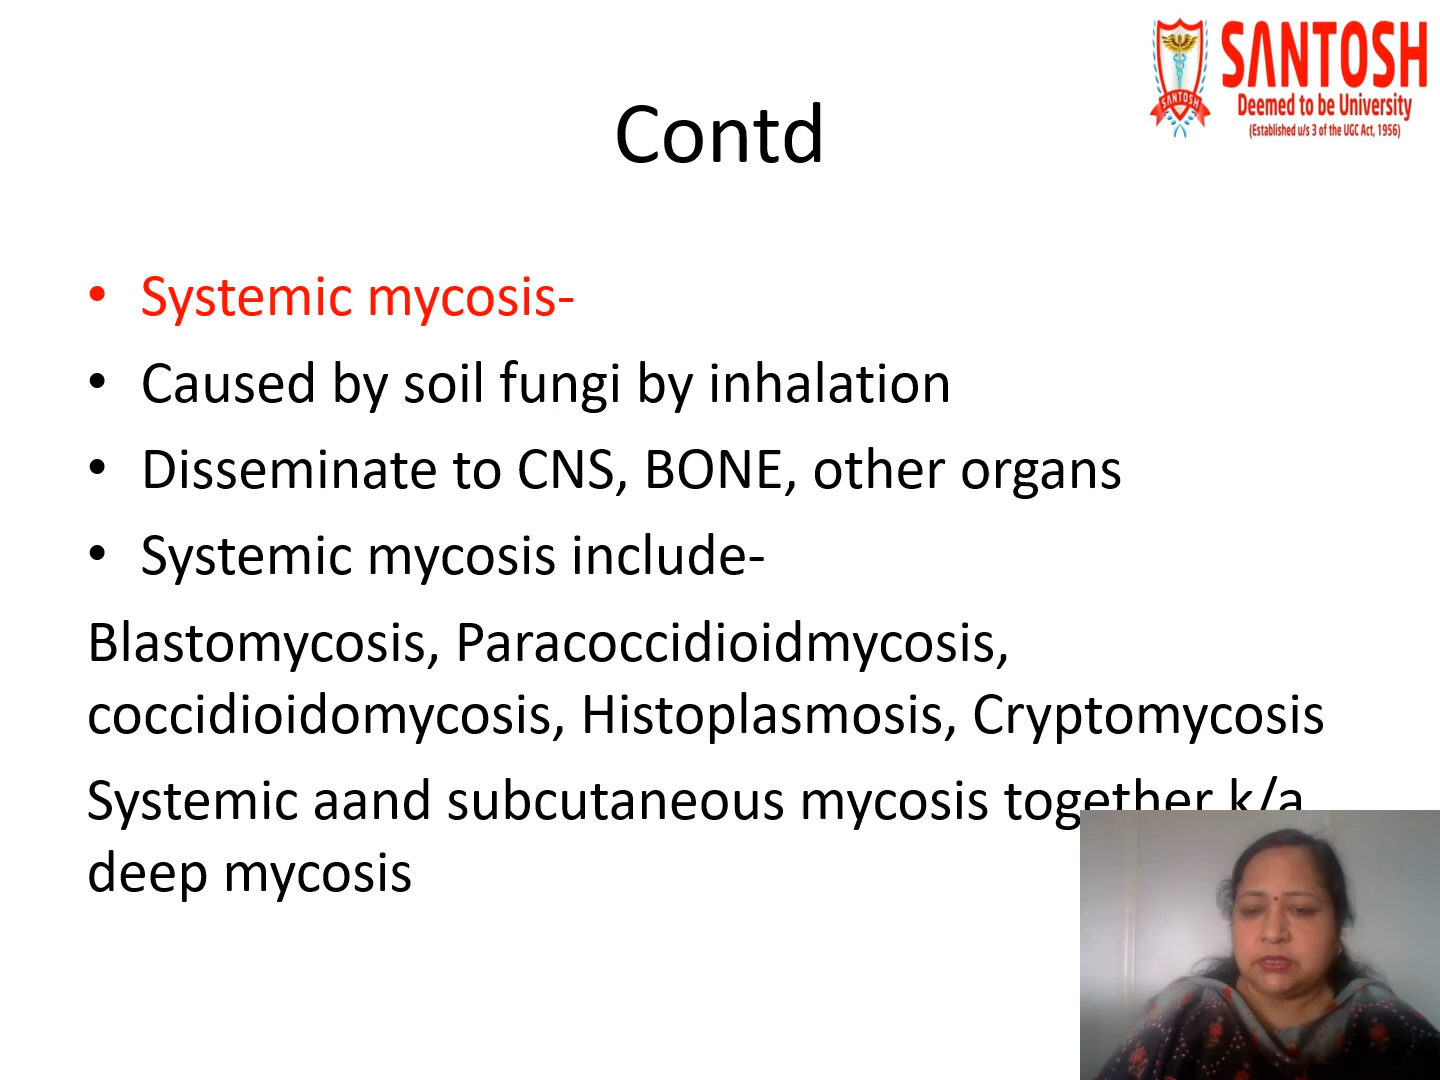 SANTOSH
Deemed to be University
(Established u/s 3 of the UGC Act, 1956)
SANTOSH
Contd
• Systemic mycosis-
• Caused by soil fungi by inhalation
• Disseminate to CNS, BONE, other organs
• Systemic mycosis include-
Blastomycosis, Paracoccidioidmycosis,
coccidioidomycosis, Histoplasmosis, Cryptomycosis
Systemic aand subcutaneous mycosis together k/a
deep mycosis